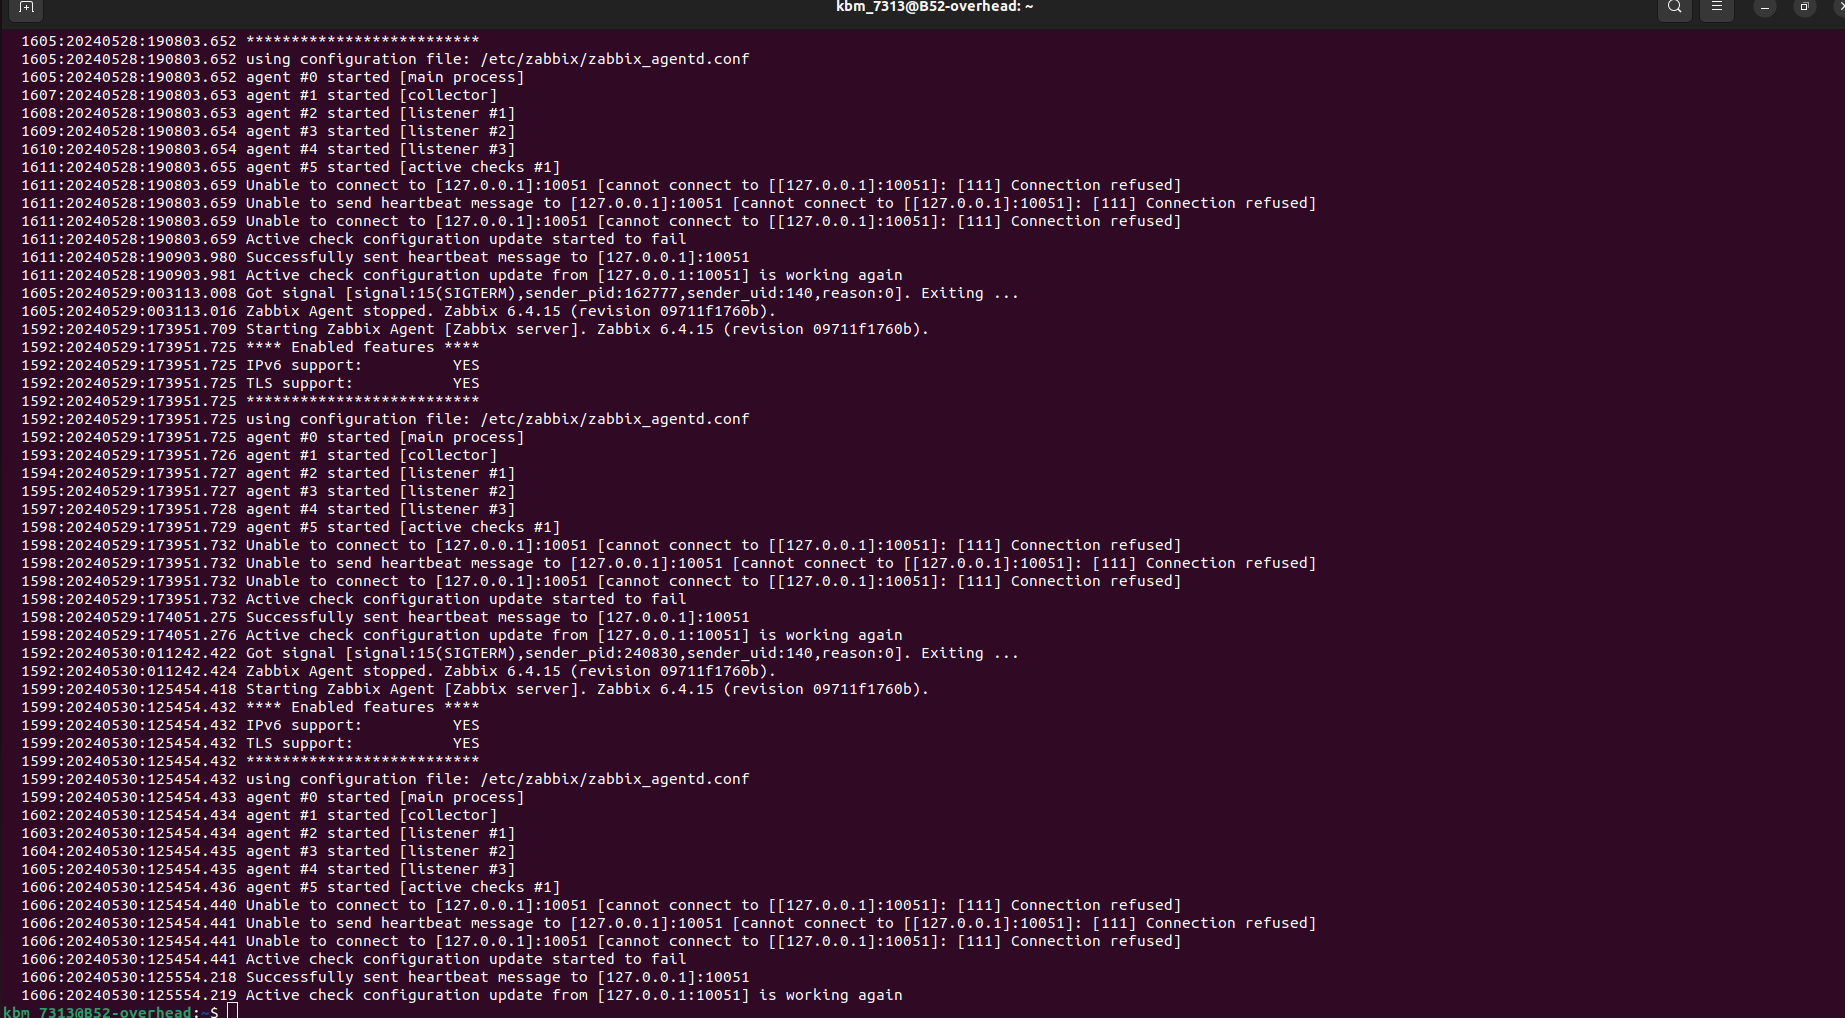 kbm_7313@B52-overhead: ~
1605:20240528:190803.652 **************************
1605:20240528:190803.652 using configuration file: /etc/zabbix/zabbix_agentd.conf
1605:20240528:190803.652 agent #0 started [main process]
1607:20240528:190803.653 agent #1 started [collector]
1608:20240528:190803.653 agent #2 started [listener #1]
1609:20240528:190803.654 agent #3 started [listener #2]
1610:20240528:190803.654 agent #4 started [listener #3]
1611:20240528:190803.655 agent #5 started [active checks #1]
1611:20240528:190803.659 Unable to connect to [127.0.0.1]:10051 [cannot connect to [[127.0.0.1]:10051]: [111] Connection refused]
1611:20240528:190803.659 Unable to send heartbeat message to [127.0.0.1]:10051 [cannot connect to [[127.0.0.1]:10051]: [111] Connection refused]
1611:20240528:190803.659 Unable to connect to [127.0.0.1]:10051 [cannot connect to [[127.0.0.1]:10051]: [111] Connection refused]
1611:20240528:190803.659 Active check configuration update started to fail
1611:20240528:190903.980 Successfully sent heartbeat message to [127.0.0.1]:10051
1611:20240528:190903.981 Active check configuration update from [127.0.0.1:10051] is working again
1605:20240529:003113.008 Got signal [signal:15(SIGTERM),sender_pid:162777,sender_uid:140,reason:0]. Exiting ...
1605:20240529:003113.016 Zabbix Agent stopped. Zabbix 6.4.15 (revision 09711f1760b).
1592:20240529:173951.709 Starting Zabbix Agent [Zabbix server]. Zabbix 6.4.15 (revision 09711f1760b).
1592:20240529:173951.725 **** Enabled features ****
1592:20240529:173951.725 IPv6 support:          YES
1592:20240529:173951.725 TLS support:           YES
1592:20240529:173951.725 **************************
1592:20240529:173951.725 using configuration file: /etc/zabbix/zabbix_agentd.conf
1592:20240529:173951.725 agent #0 started [main process]
1593:20240529:173951.726 agent #1 started [collector]
1594:20240529:173951.727 agent #2 started [listener #1]
1595:20240529:173951.727 agent #3 started [listener #2]
1597:20240529:173951.728 agent #4 started [listener #3]
1598:20240529:173951.729 agent #5 started [active checks #1]
1598:20240529:173951.732 Unable to connect to [127.0.0.1]:10051 [cannot connect to [[127.0.0.1]:10051]: [111] Connection refused]
1598:20240529:173951.732 Unable to send heartbeat message to [127.0.0.1]:10051 [cannot connect to [[127.0.0.1]:10051]: [111] Connection refused]
1598:20240529:173951.732 Unable to connect to [127.0.0.1]:10051 [cannot connect to [[127.0.0.1]:10051]: [111] Connection refused]
1598:20240529:173951.732 Active check configuration update started to fail
1598:20240529:174051.275 Successfully sent heartbeat message to [127.0.0.1]:10051
1598:20240529:174051.276 Active check configuration update from [127.0.0.1:10051] is working again
1592:20240530:011242.422 Got signal [signal:15(SIGTERM),sender_pid:240830,sender_uid:140,reason:0]. Exiting ...
1592:20240530:011242.424 Zabbix Agent stopped. Zabbix 6.4.15 (revision 09711f1760b).
1599:20240530:125454.418 Starting Zabbix Agent [Zabbix server]. Zabbix 6.4.15 (revision 09711f1760b).
1599:20240530:125454.432 **** Enabled features ****
1599:20240530:125454.432 IPv6 support:          YES
1599:20240530:125454.432 TLS support:           YES
1599:20240530:125454.432 **************************
1599:20240530:125454.432 using configuration file: /etc/zabbix/zabbix_agentd.conf
1599:20240530:125454.433 agent #0 started [main process]
1602:20240530:125454.434 agent #1 started [collector]
1603:20240530:125454.434 agent #2 started [listener #1]
1604:20240530:125454.435 agent #3 started [listener #2]
1605:20240530:125454.435 agent #4 started [listener #3]
1606:20240530:125454.436 agent #5 started [active checks #1]
1606:20240530:125454.440 Unable to connect to [127.0.0.1]:10051 [cannot connect to [[127.0.0.1]:10051]: [111] Connection refused]
1606:20240530:125454.441 Unable to send heartbeat message to [127.0.0.1]:10051 [cannot connect to [[127.0.0.1]:10051]: [111] Connection refused]
1606:20240530:125454.441 Unable to connect to [127.0.0.1]:10051 [cannot connect to [[127.0.0.1]:10051]: [111] Connection refused]
1606:20240530:125454.441 Active check configuration update started to fail
1606:20240530:125554.218 Successfully sent heartbeat message to [127.0.0.1]:10051
1606:20240530:125554.219 Active check configuration update from [127.0.0.1:10051] is working again
kbm_7313@B52-overhead:~$